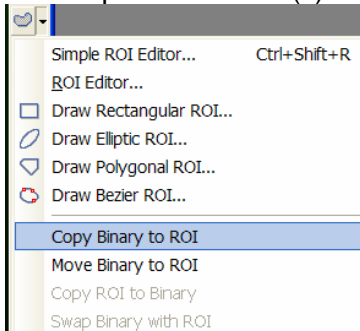 Simple ROI Editor... Ctrl+Shift+R
ROI Editor...
Draw Rectangular ROI...
Draw Elliptic ROI...
Draw Polygonal ROI...
Draw Bezier ROI...
Copy Binary to ROI
Move Binary to ROI
Copy ROI to Binary
Swap Binary with ROI